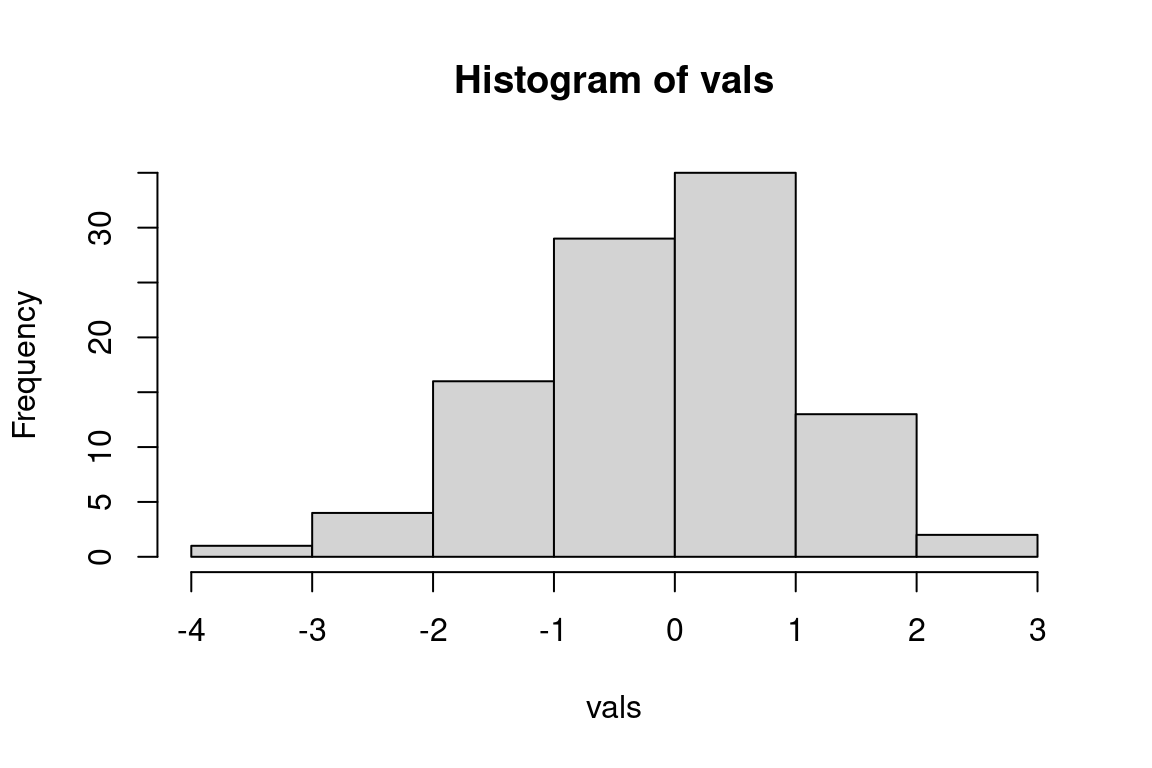 Histogram of vals
Frequency
0 5 10 20 30
-4 -3 -2 -1 0 1 2 3
vals